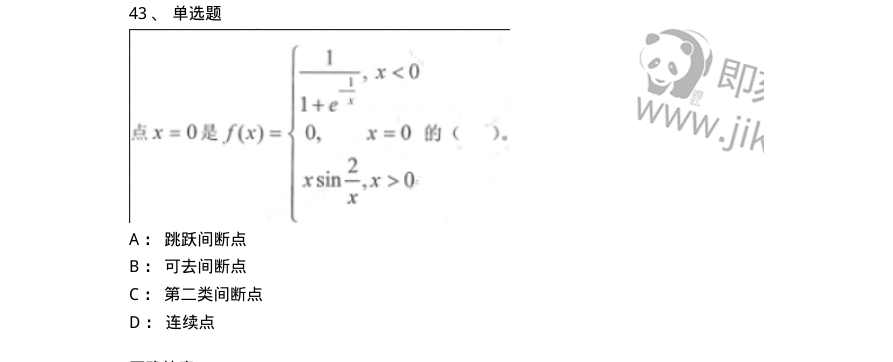 43 、 单选题
点 x = 0 是 f(x) = { 1/(1+e^{-1/x}), x < 0
0, x = 0 的（ ）。
x sin 2/x, x > 0
A ： 跳跃间断点
B ： 可去间断点
C ： 第二类间断点
D ： 连续点
即
www.jik